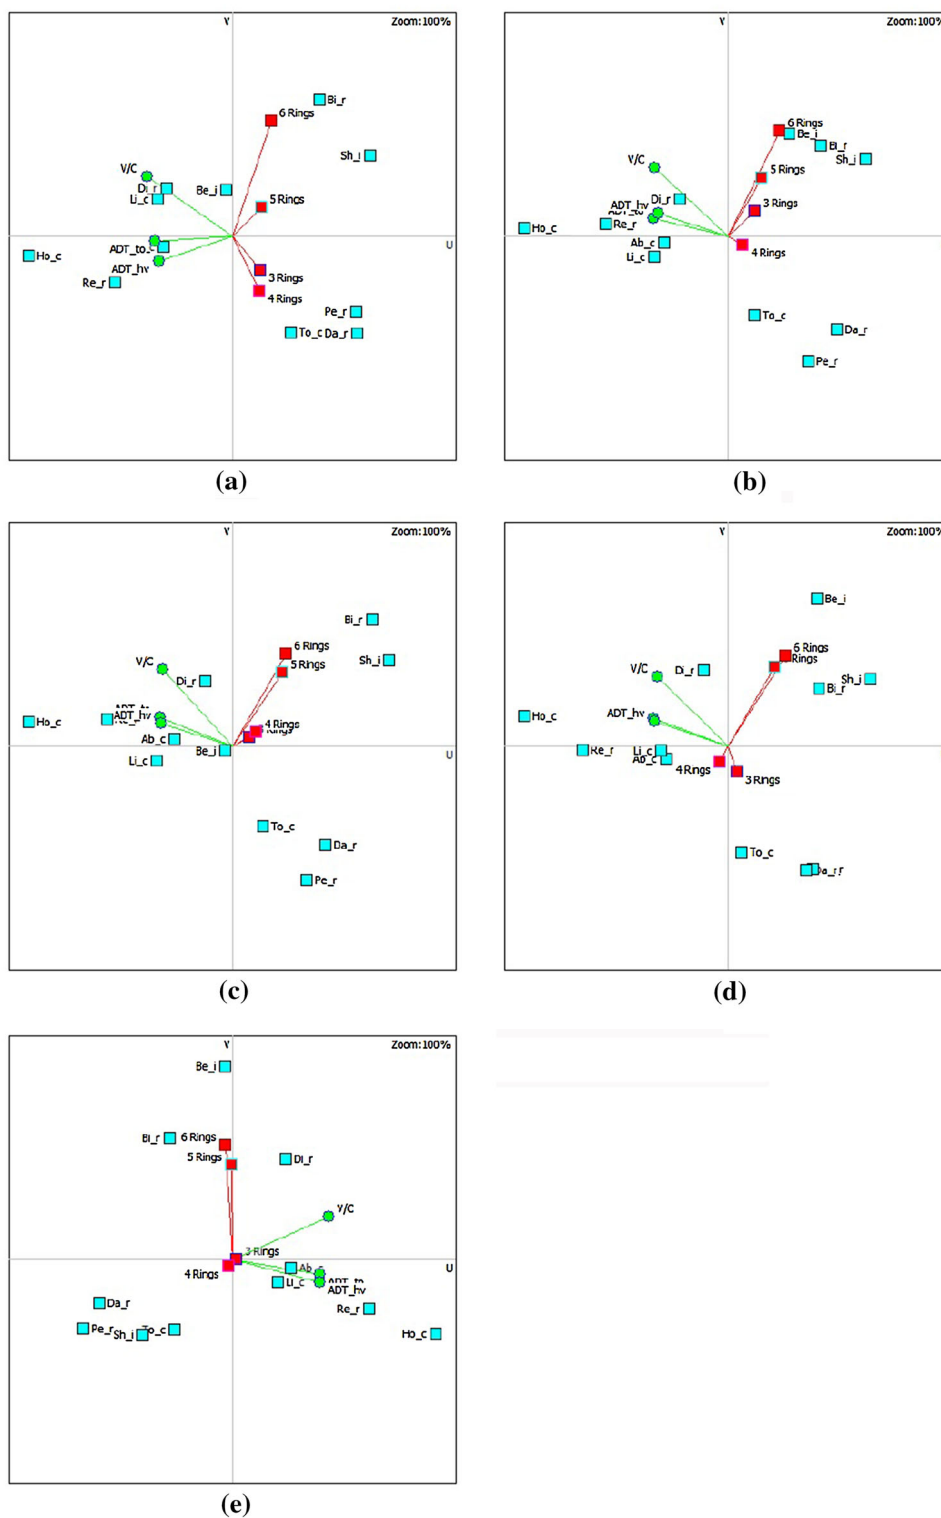 V Zoom:100%
Bi_r
6 Rings
Sh_i
V/C
Di_r Be_i
Li_c 5 Rings
U
ADT_to
Ho_c
ADT_hv
3 Rings
Re_r
4 Rings
Pe_r
To_c Da_r
(a)
V Zoom:100%
6 Rings
Be_i
Bi_r
V/C Sh_i
5 Rings
Di_r
ADT_hv 3 Rings
Ho_c Re_r
Ab_c 4 Rings
Li_c
To_c
Da_r
Pe_r
(b)
V Zoom:100%
Bi_r
6 Rings
V/C Sh_i
5 Rings
Di_r
ADT_hv 4 Rings
Ho_c
Ab_c
Be_i U
Li_c
To_c
Da_r
Pe_r
(c)
V Zoom:100%
Be_i
6 Rings
V/C Di_r Rings
Sh_i
Bi_r
Ho_c ADT_hv
Re_r Li_c
Ab_c
4 Rings 3 Rings
To_c
Da_r
(d)
V Zoom:100%
Be_i
Bi_r 6 Rings
5 Rings Di_r
V/C
3 Rings
U
4 Rings
Li_c
ADT_hv
Da_r Re_r
Pe_r Sh_i To_c Ho_c
(e)